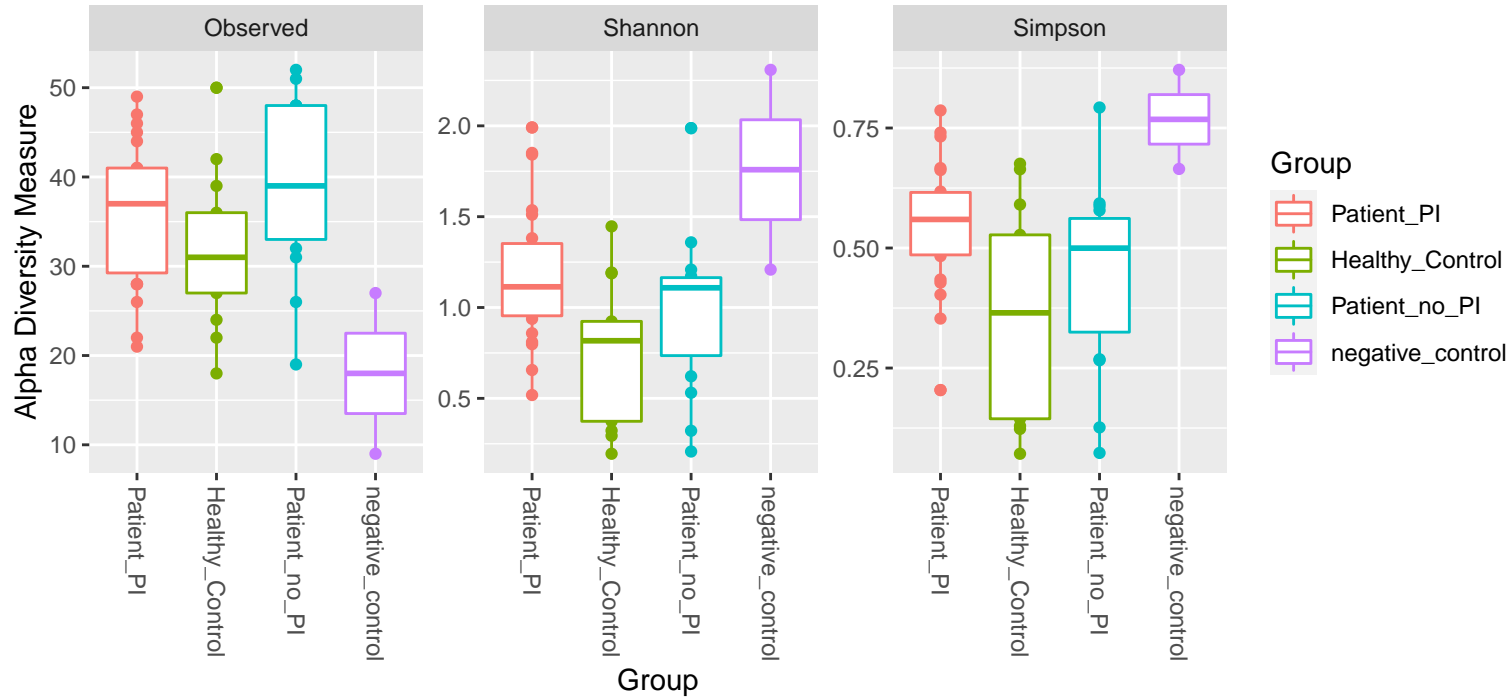 Observed
Shannon
Simpson
Alpha Diversity Measure
50
40
30
20
10
2.0
1.5
1.0
0.5
0.75
0.50
0.25
Patient_PI
Healthy_Control
Patient_no_PI
negative_control
Patient_PI
Healthy_Control
Patient_no_PI
negative_control
Patient_PI
Healthy_Control
Patient_no_PI
negative_control
Group
Group
Patient_PI
Healthy_Control
Patient_no_PI
negative_control